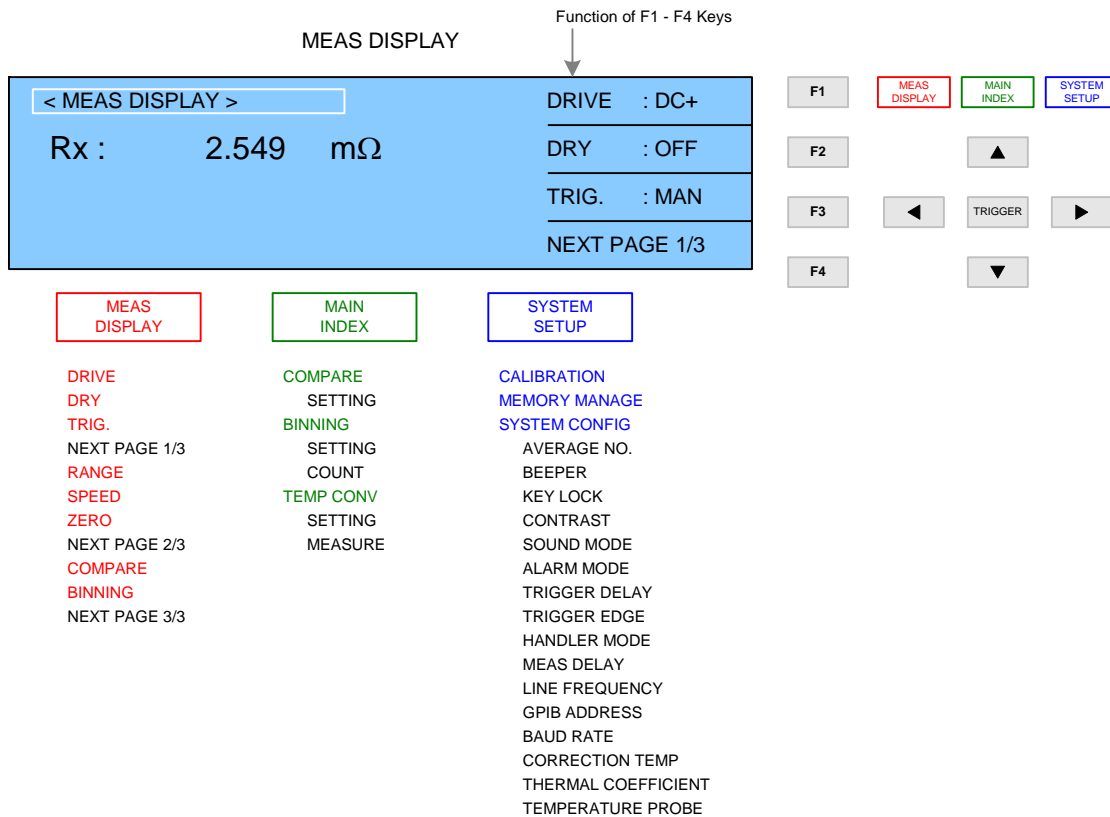 Function of F1 - F4 Keys
MEAS DISPLAY
< MEAS DISPLAY >
Rx : 2.549 mΩ
DRIVE : DC+
DRY : OFF
TRIG. : MAN
NEXT PAGE 1/3
F1
MEAS
DISPLAY
MAIN
INDEX
SYSTEM
SETUP
F2
▲
F3
◀
TRIGGER
▶
F4
▼
MEAS
DISPLAY
DRIVE
DRY
TRIG.
NEXT PAGE 1/3
RANGE
SPEED
ZERO
NEXT PAGE 2/3
COMPARE
BINNING
NEXT PAGE 3/3
MAIN
INDEX
COMPARE
SETTING
BINNING
SETTING
COUNT
TEMP CONV
SETTING
MEASURE
SYSTEM
SETUP
CALIBRATION
MEMORY MANAGE
SYSTEM CONFIG
AVERAGE NO.
BEEPER
KEY LOCK
CONTRAST
SOUND MODE
ALARM MODE
TRIGGER DELAY
TRIGGER EDGE
HANDLER MODE
MEAS DELAY
LINE FREQUENCY
GPIB ADDRESS
BAUD RATE
CORRECTION TEMP
THERMAL COEFFICIENT
TEMPERATURE PROBE